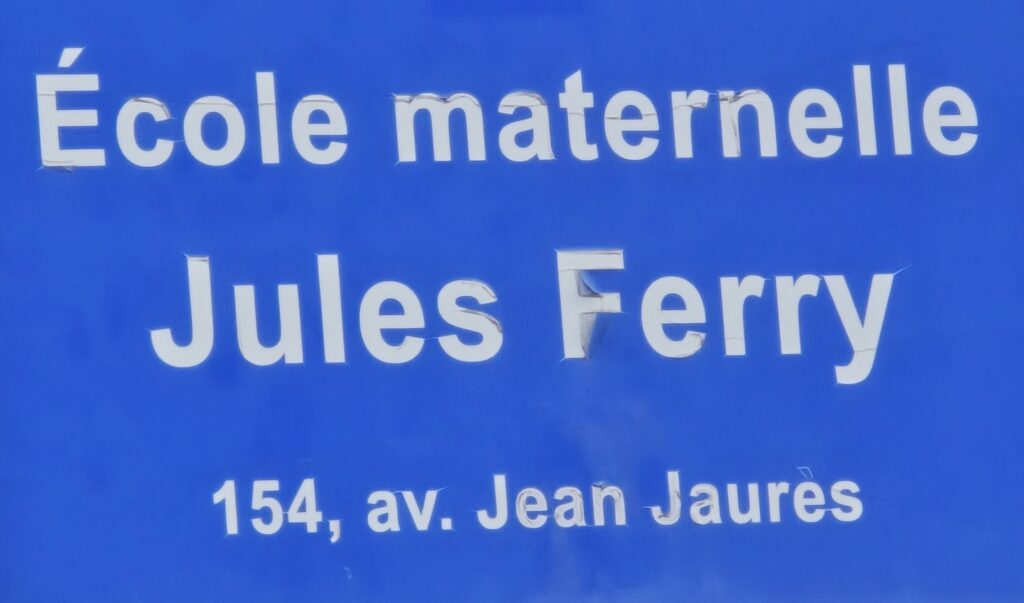 École maternelle
Jules Ferry
154, av. Jean Jaurès